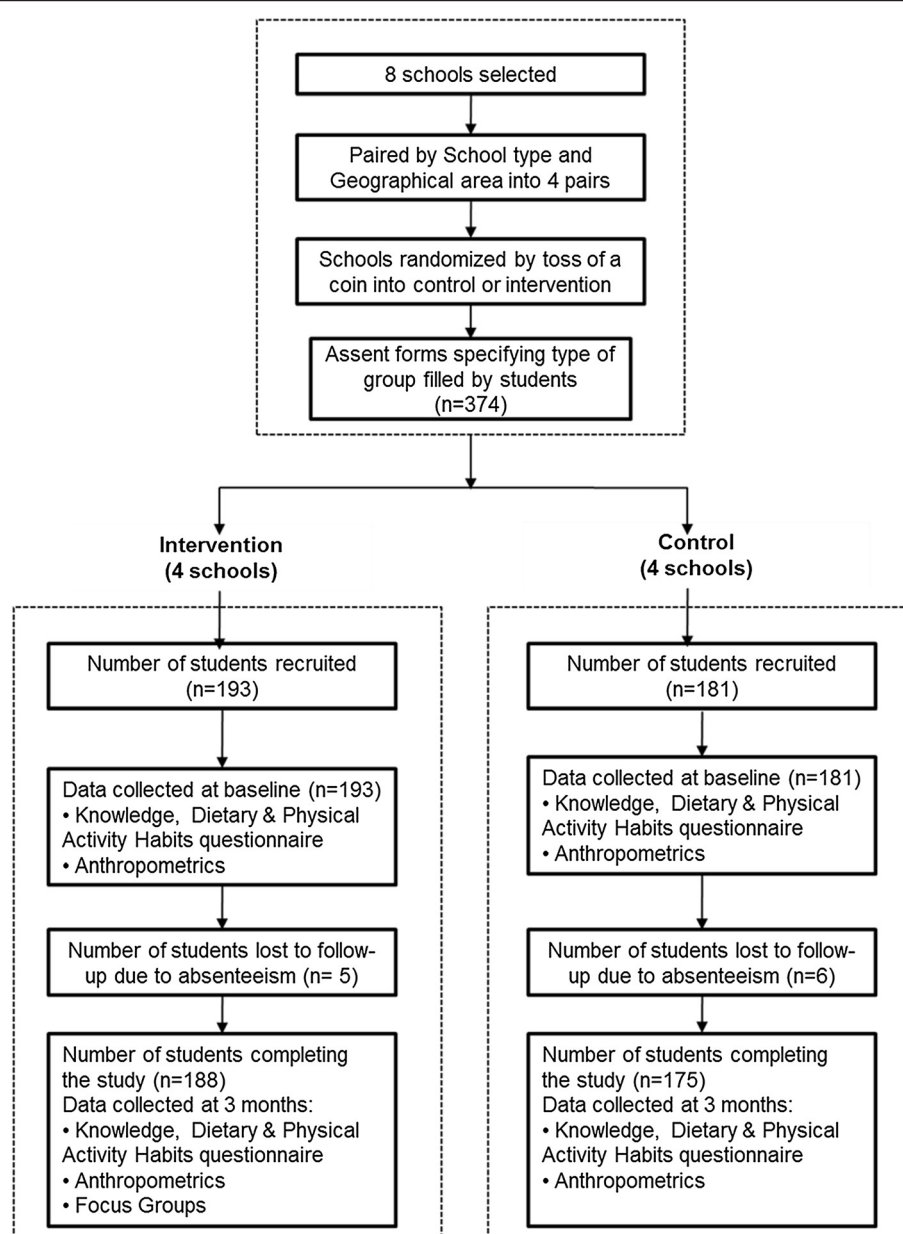 8 schools selected
Paired by School type and
Geographical area into 4 pairs
Schools randomized by toss of a
coin into control or intervention
Assent forms specifying type of
group filled by students
(n=374)
Intervention
(4 schools)
Number of students recruited
(n=193)
Data collected at baseline (n=193)
• Knowledge, Dietary & Physical
Activity Habits questionnaire
• Anthropometrics
Number of students lost to follow-
up due to absenteeism (n= 5)
Number of students completing
the study (n=188)
Data collected at 3 months:
• Knowledge, Dietary & Physical
Activity Habits questionnaire
• Anthropometrics
• Focus Groups
Control
(4 schools)
Number of students recruited
(n=181)
Data collected at baseline (n=181)
• Knowledge, Dietary & Physical
Activity Habits questionnaire
• Anthropometrics
Number of students lost to follow-
up due to absenteeism (n=6)
Number of students completing
the study (n=175)
Data collected at 3 months:
• Knowledge, Dietary & Physical
Activity Habits questionnaire
• Anthropometrics